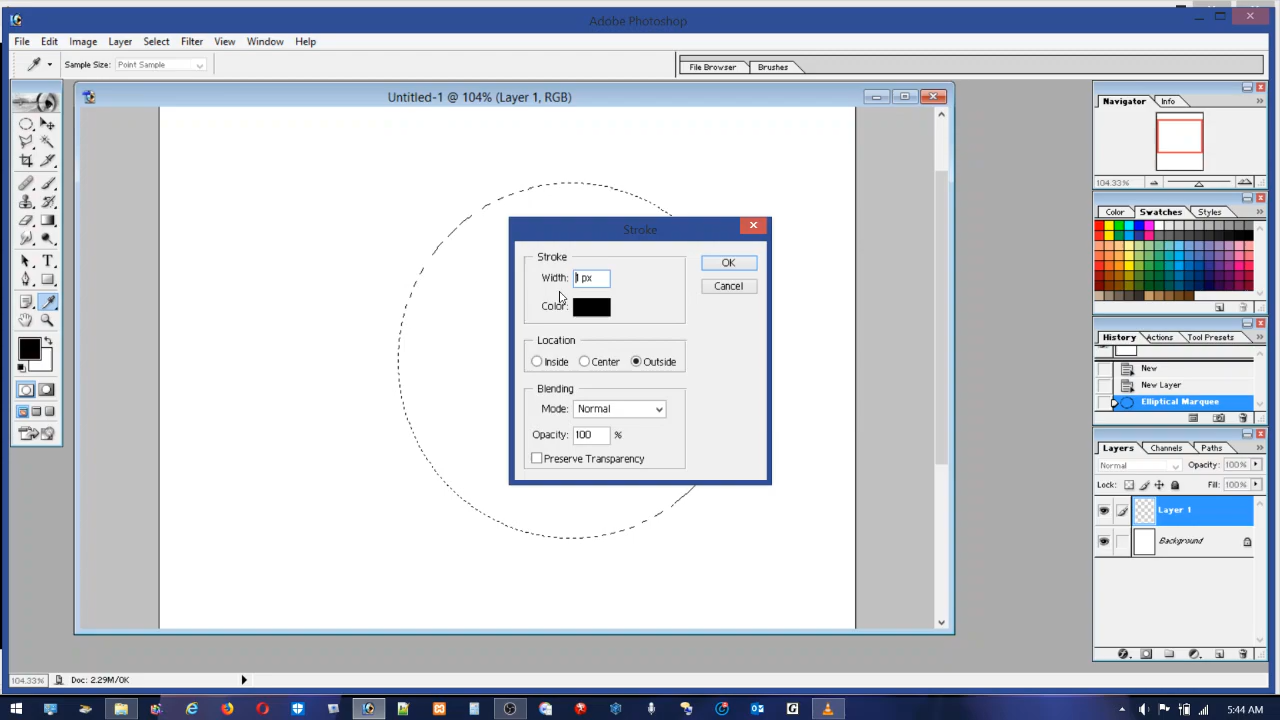 Adobe Photoshop
File Edit Image Layer Select Filter View Window Help
Sample Size: Point Sample
File Browser Brushes
Untitled-1 @ 104% (Layer 1, RGB)
Navigator Info
104.33%
Color Swatches Styles
Stroke
Stroke
Width: 1 px
Color:
OK
Cancel
Location
Inside Center Outside
Blending
Mode: Normal
Opacity: 100 %
Preserve Transparency
History Actions Tool Presets
New
New Layer
Elliptical Marquee
Layers Channels Paths
Normal Opacity: 100%
Lock: Fill: 100%
Layer 1
Background
104.33% Doc: 2.29M/0K
5:44 AM